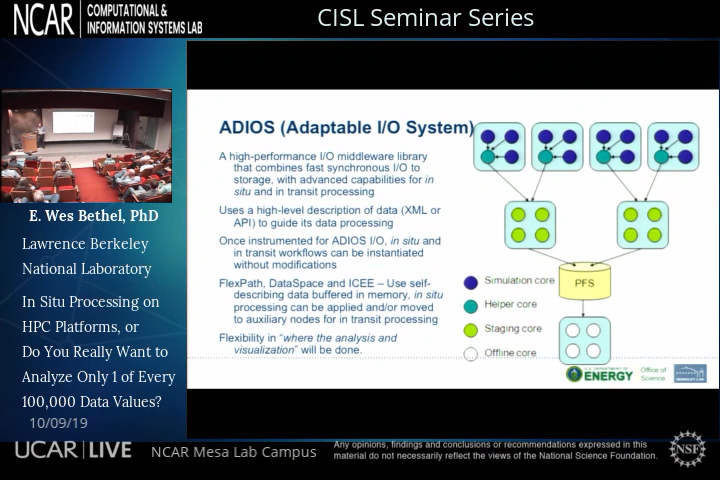 NCAR
COMPUTATIONAL &
INFORMATION SYSTEMS LAB
CISL Seminar Series
E. Wes Bethel, PhD
Lawrence Berkeley
National Laboratory
In Situ Processing on
HPC Platforms, or
Do You Really Want to
Analyze Only 1 of Every
100,000 Data Values?
10/09/19
ADIOS (Adaptable I/O System)
A high-performance I/O middleware library
that combines fast synchronous I/O to
storage, with advanced capabilities for in
situ and in transit processing
Uses a high-level description of data (XML or
API) to guide its data processing
Once instrumented for ADIOS I/O, in situ and
in transit workflows can be instantiated
without modifications
FlexPath, DataSpace and ICEE – Use self-
describing data buffered in memory, in situ
processing can be applied and/or moved
to auxiliary nodes for in transit processing
Flexibility in “where the analysis and
visualization” will be done.
Simulation core
Helper core
Staging core
Offline core
PFS
U.S. DEPARTMENT OF
ENERGY
Office of
Science
UCAR | LIVE
NCAR Mesa Lab Campus
Any opinions, findings and conclusions or recommendations expressed in this
material do not necessarily reflect the views of the National Science Foundation.
NSF